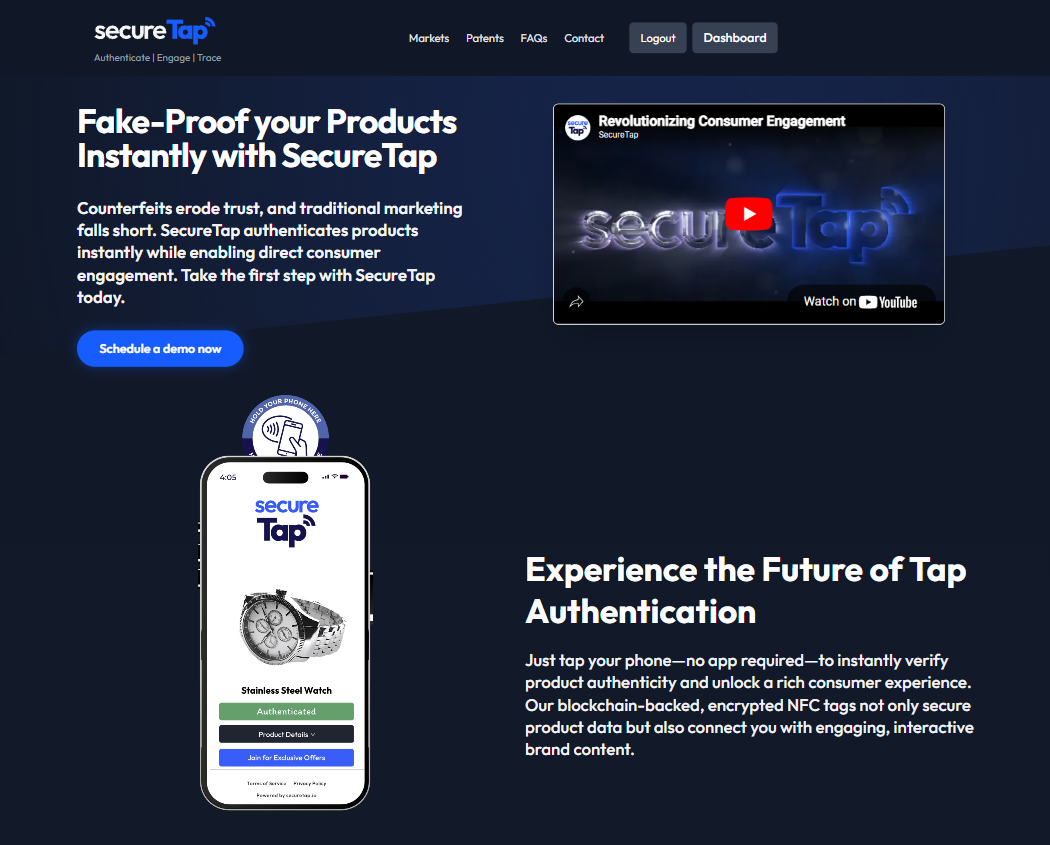 secureTap
Authenticate | Engage | Trace
Markets
Patents
FAQs
Contact
Logout
Dashboard
Fake-Proof your Products
Instantly with SecureTap
Counterfeits erode trust, and traditional marketing
falls short. SecureTap authenticates products
instantly while enabling direct consumer
engagement. Take the first step with SecureTap
today.
Schedule a demo now
secure
Tap
Revolutionizing Consumer Engagement
SecureTap
secureTap
Watch on YouTube
HOLD YOUR PHONE HERE
4:05
secure
Tap
Stainless Steel Watch
Authenticated
Product Details
Join for Exclusive Offers
Terms of Service Privacy Policy
Powered by securetap.io
Experience the Future of Tap
Authentication
Just tap your phone—no app required—to instantly verify
product authenticity and unlock a rich consumer experience.
Our blockchain-backed, encrypted NFC tags not only secure
product data but also connect you with engaging, interactive
brand content.